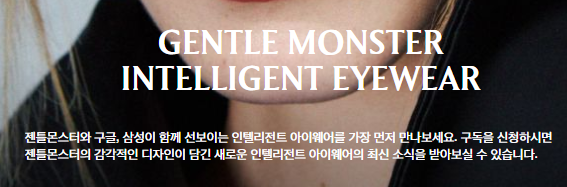 GENTLE MONSTER
INTELLIGENT EYEWEAR
젠틀몬스터와 구글, 삼성이 함께 선보이는 인텔리전트 아이웨어를 가장 먼저 만나보세요. 구독을 신청하시면
젠틀몬스터의 감각적인 디자인이 담긴 새로운 인텔리전트 아이웨어의 최신 소식을 받아보실 수 있습니다.